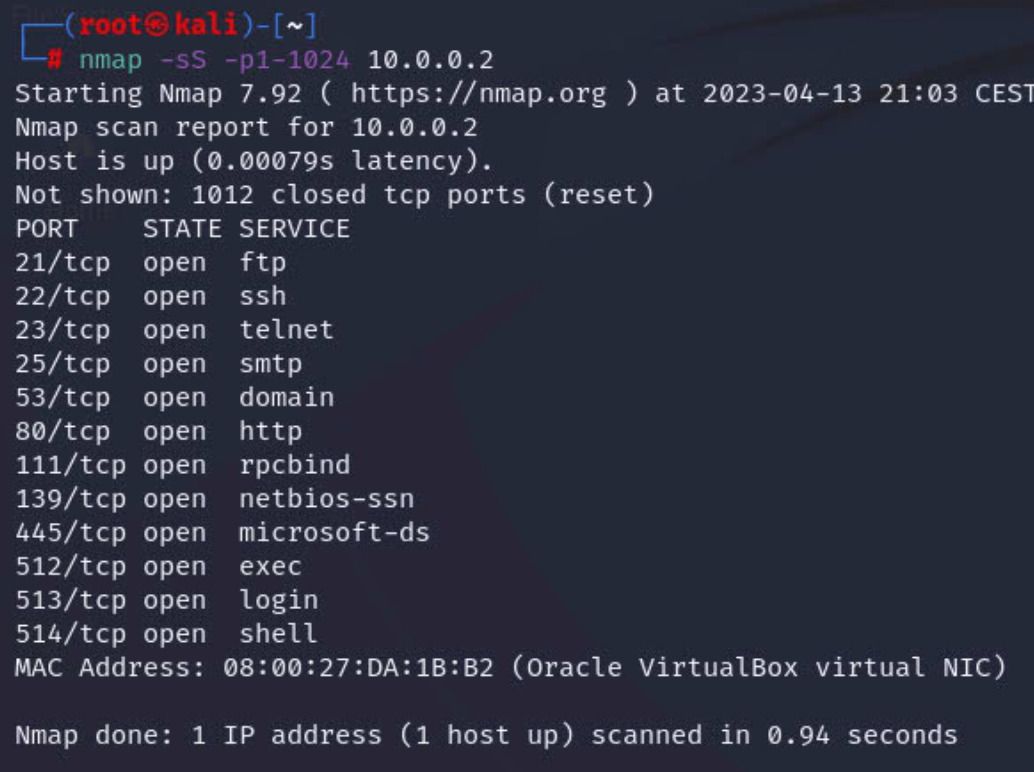 ┌──(root㉿kali)-[~]
└─# nmap -sS -p1-1024 10.0.0.2
Starting Nmap 7.92 ( https://nmap.org ) at 2023-04-13 21:03 CEST
Nmap scan report for 10.0.0.2
Host is up (0.00079s latency).
Not shown: 1012 closed tcp ports (reset)
PORT    STATE SERVICE
21/tcp  open  ftp
22/tcp  open  ssh
23/tcp  open  telnet
25/tcp  open  smtp
53/tcp  open  domain
80/tcp  open  http
111/tcp open  rpcbind
139/tcp open  netbios-ssn
445/tcp open  microsoft-ds
512/tcp open  exec
513/tcp open  login
514/tcp open  shell
MAC Address: 08:00:27:DA:1B:B2 (Oracle VirtualBox virtual NIC)
Nmap done: 1 IP address (1 host up) scanned in 0.94 seconds